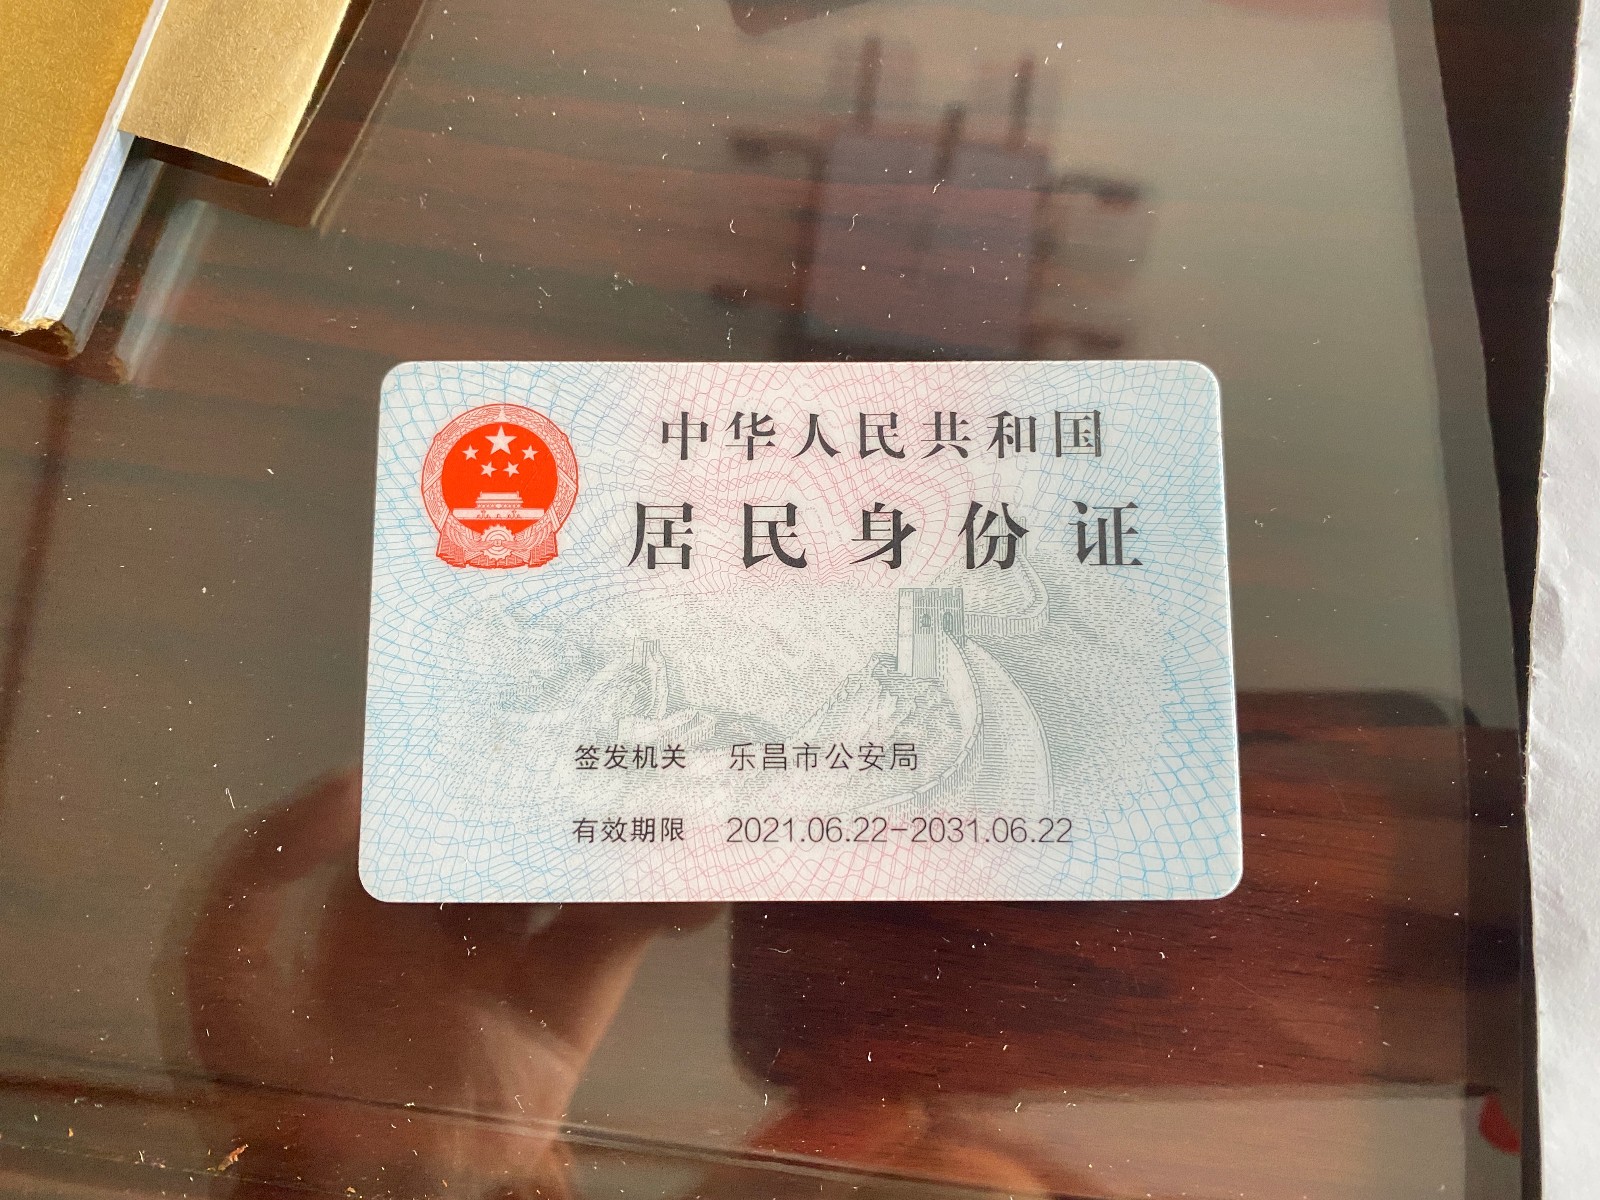 中华人民共和国
居民身份证
签发机关 乐昌市公安局
有效期限 2021.06.22-2031.06.22